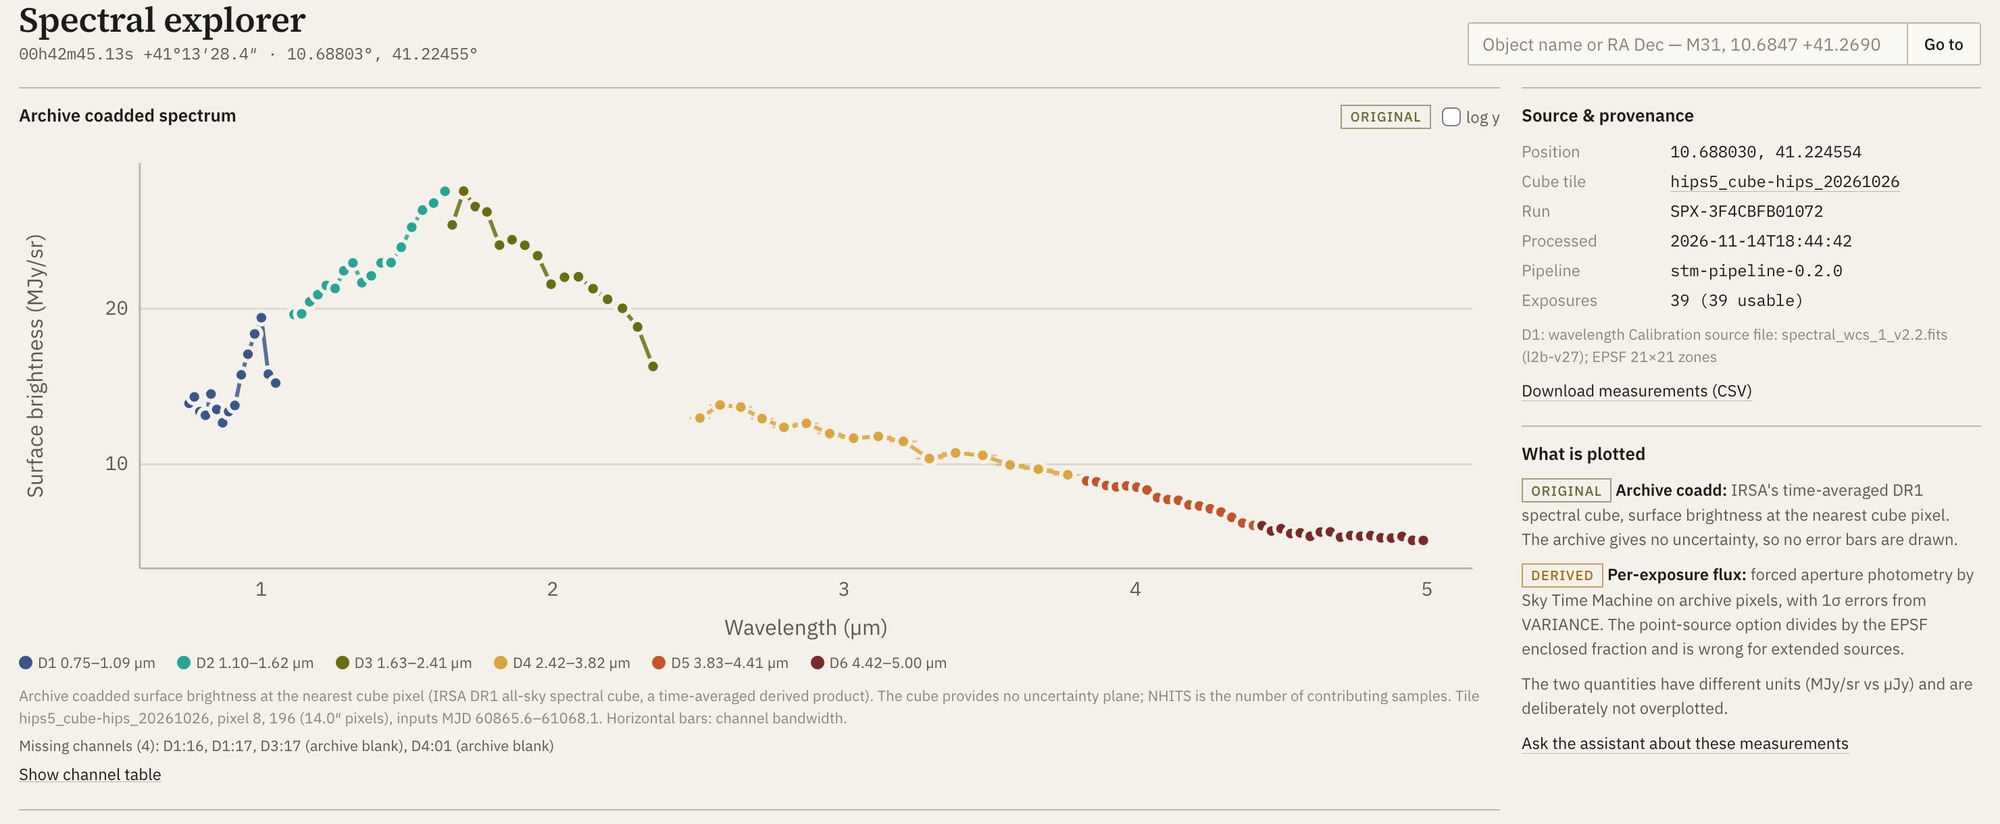 Spectral explorer
00h42m45.13s +41°13′28.4″ · 10.68803°, 41.22455°
Object name or RA Dec — M31, 10.6847 +41.2690
Go to
Archive coadded spectrum
ORIGINAL
log y
Surface brightness (MJy/sr)
20
10
1 2 3 4 5
Wavelength (µm)
D1 0.75–1.09 µm D2 1.10–1.62 µm D3 1.63–2.41 µm D4 2.42–3.82 µm D5 3.83–4.41 µm D6 4.42–5.00 µm
Archive coadded surface brightness at the nearest cube pixel (IRSA DR1 all-sky spectral cube, a time-averaged derived product). The cube provides no uncertainty plane; NHITS is the number of contributing samples. Tile
hips5_cube-hips_20261026, pixel 8, 196 (14.0″ pixels), inputs MJD 60865.6–61068.1. Horizontal bars: channel bandwidth.
Missing channels (4): D1:16, D1:17, D3:17 (archive blank), D4:01 (archive blank)
Show channel table
Source & provenance
Position 10.688030, 41.224554
Cube tile hips5_cube-hips_20261026
Run SPX-3F4CBFB01072
Processed 2026-11-14T18:44:42
Pipeline stm-pipeline-0.2.0
Exposures 39 (39 usable)
D1: wavelength Calibration source file: spectral_wcs_1_v2.2.fits
(l2b-v27); EPSF 21×21 zones
Download measurements (CSV)
What is plotted
ORIGINAL Archive coadd: IRSA's time-averaged DR1
spectral cube, surface brightness at the nearest cube pixel.
The archive gives no uncertainty, so no error bars are drawn.
DERIVED Per-exposure flux: forced aperture photometry by
Sky Time Machine on archive pixels, with 1σ errors from
VARIANCE. The point-source option divides by the EPSF
enclosed fraction and is wrong for extended sources.
The two quantities have different units (MJy/sr vs µJy) and are
deliberately not overplotted.
Ask the assistant about these measurements